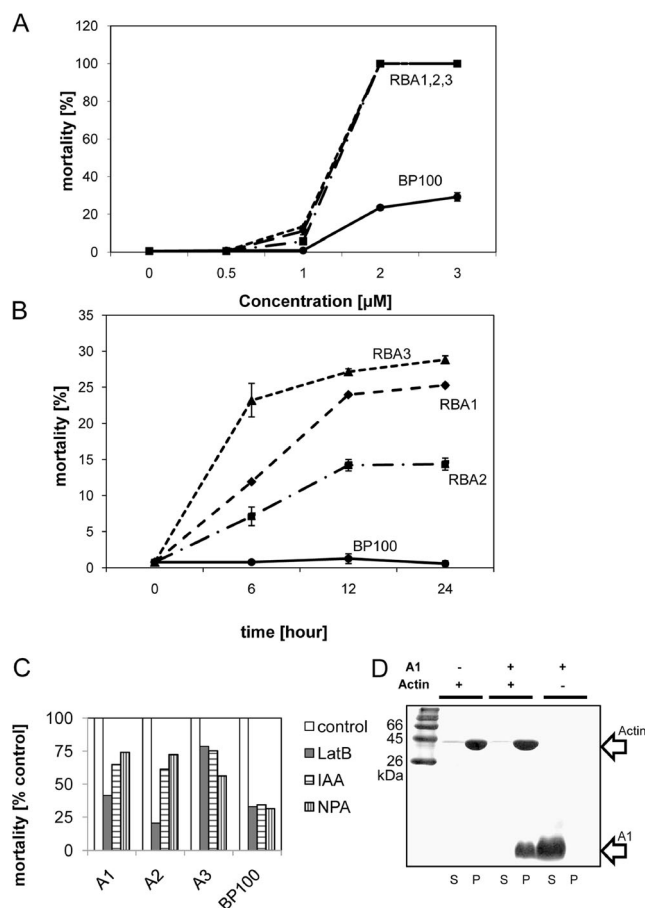 A
mortality [%]
120
100
80
60
40
20
0
RBA1,2,3
BP100
0 0.5 1 2 3
Concentration [µM]
B
mortality [%]
35
30
25
20
15
10
5
0
RBA3
RBA1
RBA2
BP100
0 6 12 24
time [hour]
C
mortality [% control]
100
75
50
25
0
control
LatB
IAA
NPA
A1 A2 A3 BP100
D
A1 - + +
Actin + + -
66
45
26
kDa
Actin
A1
S P S P S P